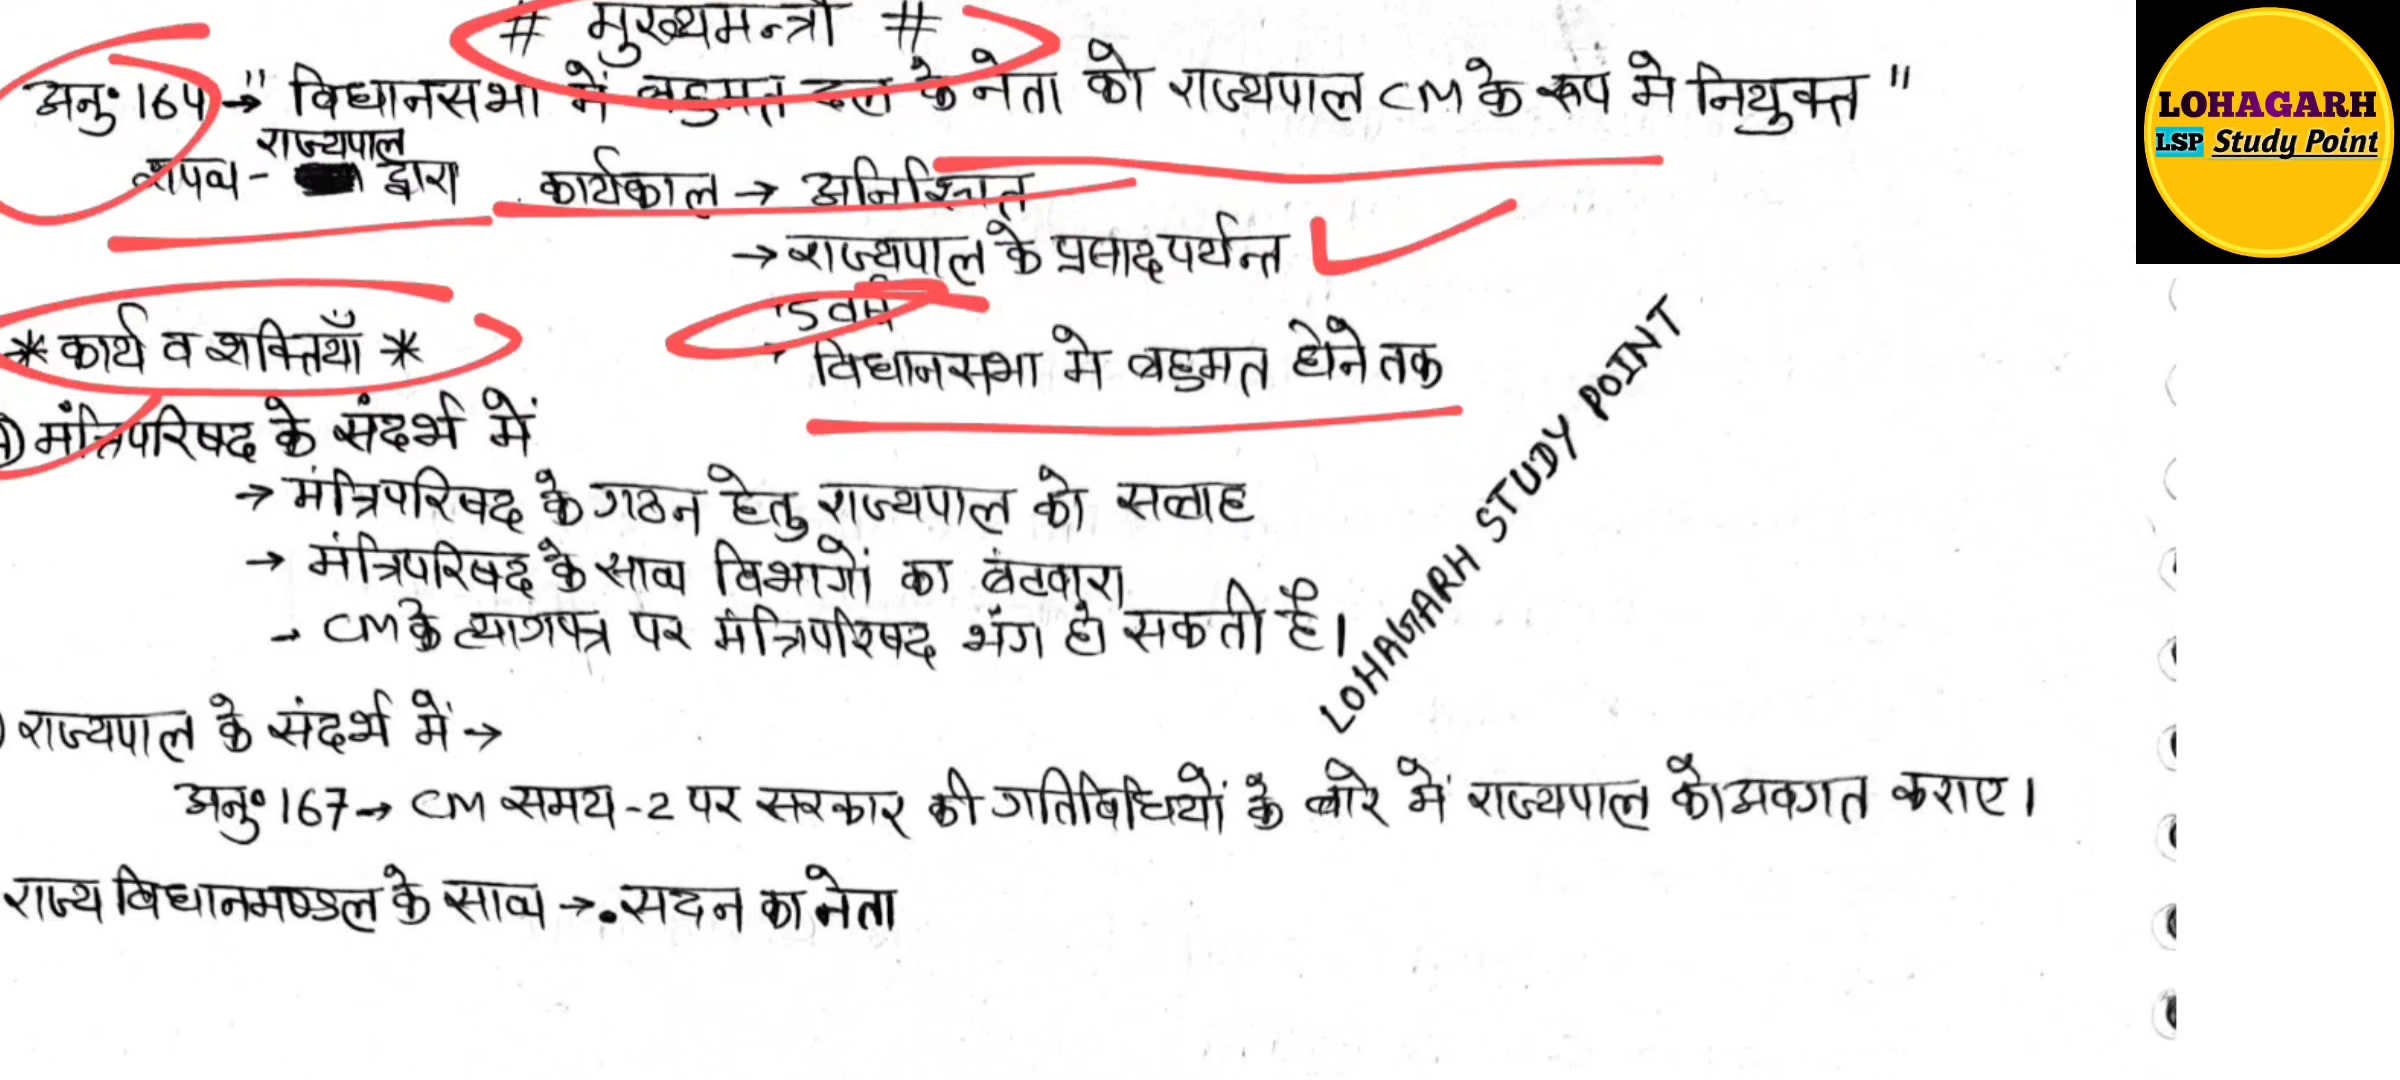 # मुख्यमन्त्री #
अनु॰ 164 → " विधानसभा में बहुमत दल के नेता को राज्यपाल CM के रूप मे नियुक्त "
राज्यपाल
शपथ - द्वारा कार्यकाल → अनिश्चित
→ राज्यपाल के प्रसादपर्यन्त
5 वर्ष
* कार्य व शक्तियाँ *
विधानसभा मे बहुमत होने तक
मंत्रिपरिषद के संदर्भ में
→ मंत्रिपरिषद के गठन हेतु राज्यपाल को सलाह
→ मंत्रिपरिषद के साथ विभागों का बंटवारा
→ CM के त्यागपत्र पर मंत्रिपरिषद भंग हो सकती है।
राज्यपाल के संदर्भ में →
अनु॰ 167 → CM समय-2 पर सरकार की गतिविधियों के बारे में राज्यपाल को अवगत कराए।
राज्य विधानमण्डल के साथ → . सदन का नेता
LOHAGARH STUDY POINT
LOHAGARH
LSP Study Point